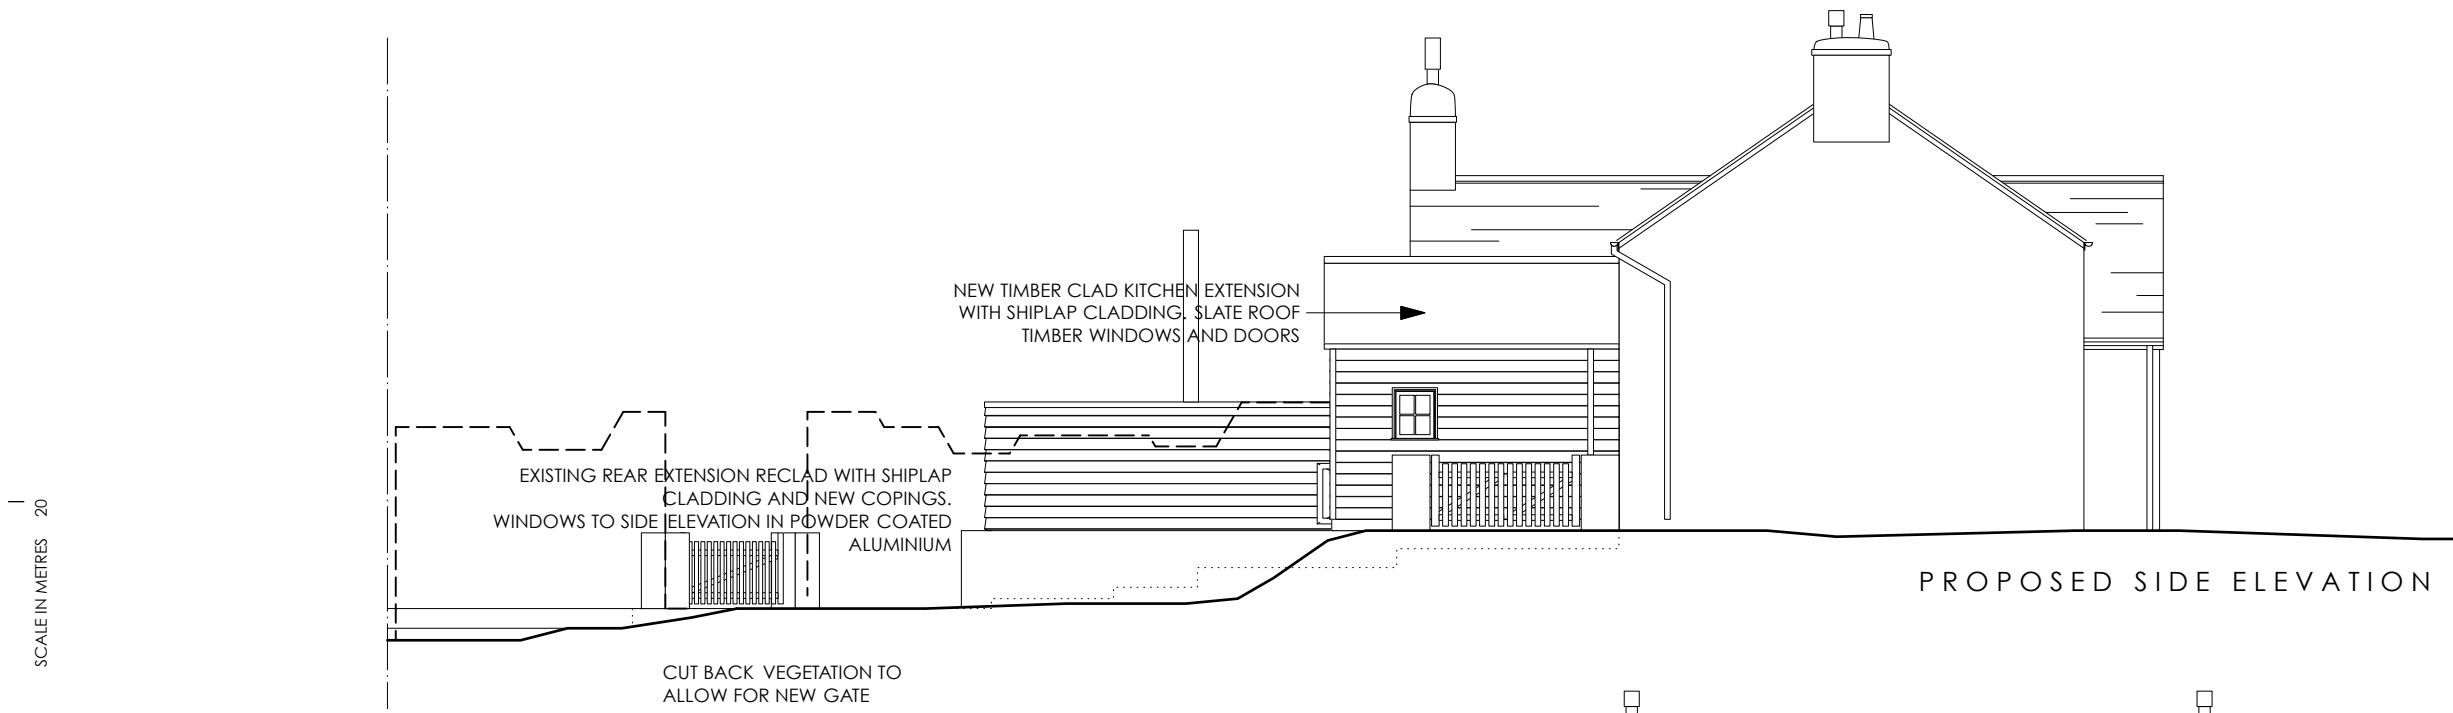 NEW TIMBER CLAD KITCHEN EXTENSION
WITH SHIPLAP CLADDING. SLATE ROOF
TIMBER WINDOWS AND DOORS
EXISTING REAR EXTENSION RECLAD WITH SHIPLAP
CLADDING AND NEW COPINGS.
WINDOWS TO SIDE ELEVATION IN POWDER COATED
ALUMINIUM
PROPOSED SIDE ELEVATION
CUT BACK VEGETATION TO
ALLOW FOR NEW GATE
SCALE IN METRES 20